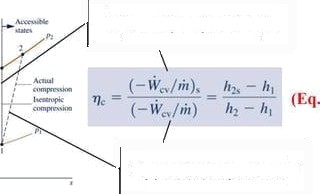 Accessible
states
p₂
2
Actual
compression
Isentropic
compression
p₁
1
s
ηc = (−Ẇcv/ṁ)s / (−Ẇcv/ṁ) = h2s − h1 / h2 − h1
(Eq.